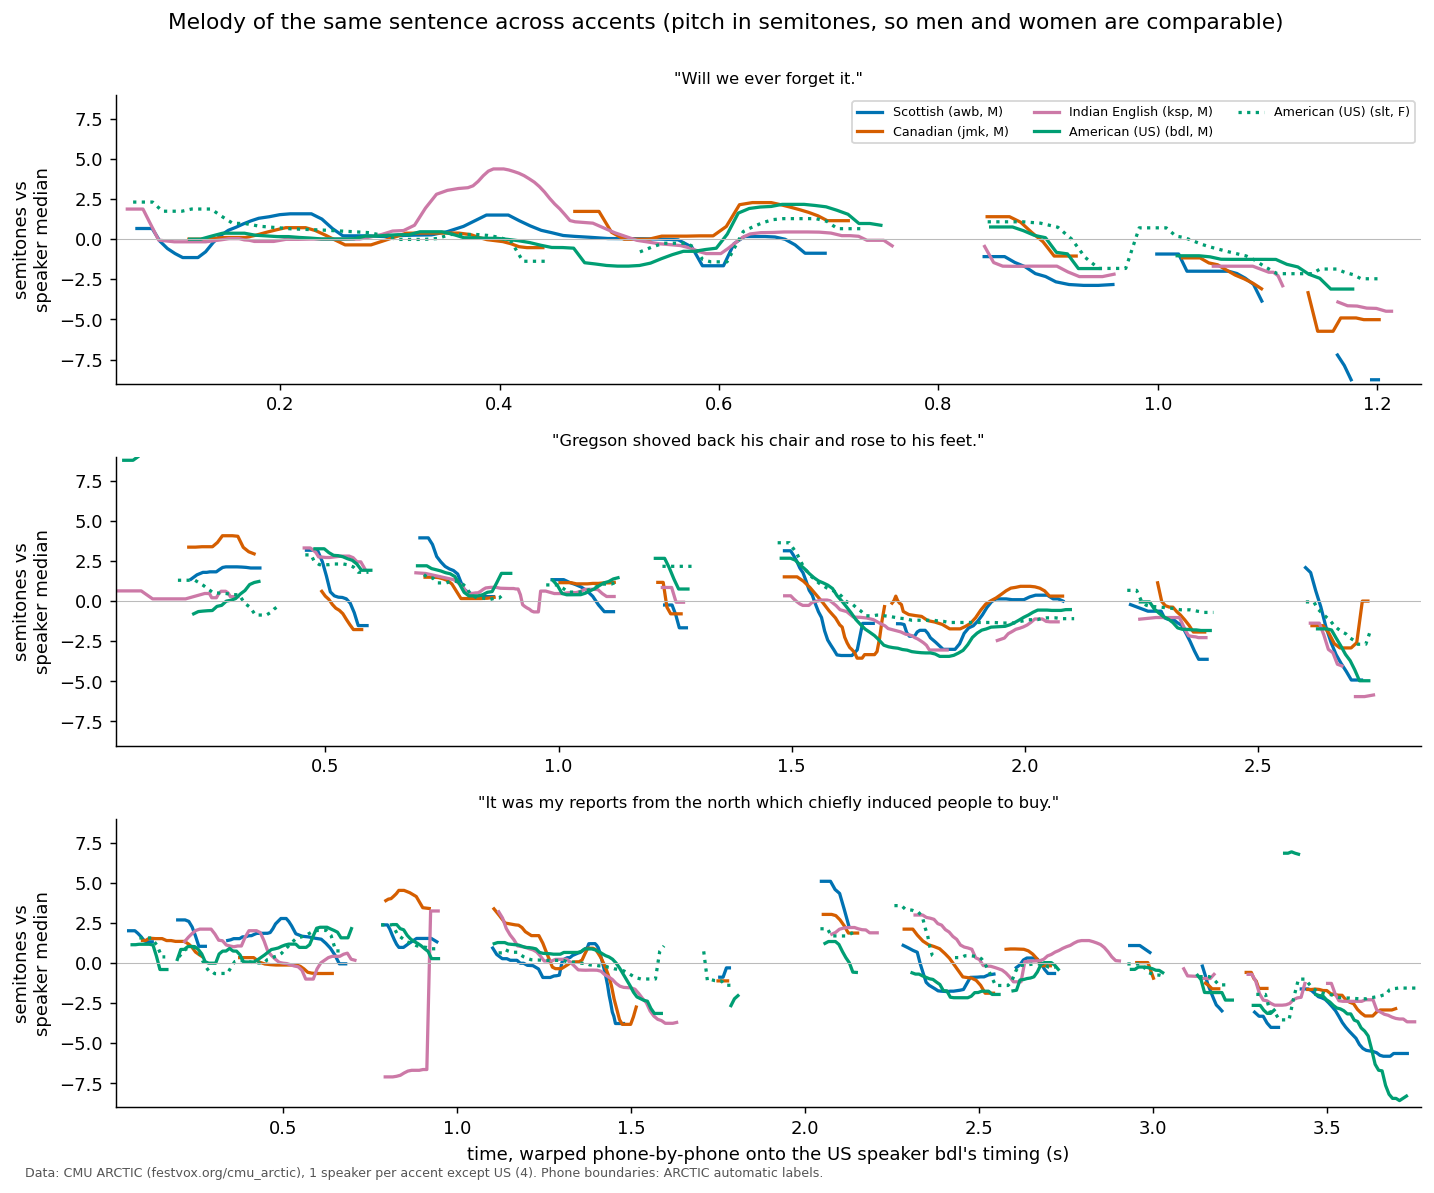 Melody of the same sentence across accents (pitch in semitones, so men and women are comparable)
"Will we ever forget it."
Scottish (awb, M)
Canadian (jmk, M)
Indian English (ksp, M)
American (US) (bdl, M)
American (US) (slt, F)
semitones vs
speaker median
7.5
5.0
2.5
0.0
−2.5
−5.0
−7.5
0.2 0.4 0.6 0.8 1.0 1.2
"Gregson shoved back his chair and rose to his feet."
semitones vs
speaker median
7.5
5.0
2.5
0.0
−2.5
−5.0
−7.5
0.5 1.0 1.5 2.0 2.5
"It was my reports from the north which chiefly induced people to buy."
semitones vs
speaker median
7.5
5.0
2.5
0.0
−2.5
−5.0
−7.5
0.5 1.0 1.5 2.0 2.5 3.0 3.5
time, warped phone-by-phone onto the US speaker bdl's timing (s)
Data: CMU ARCTIC (festvox.org/cmu_arctic), 1 speaker per accent except US (4). Phone boundaries: ARCTIC automatic labels.